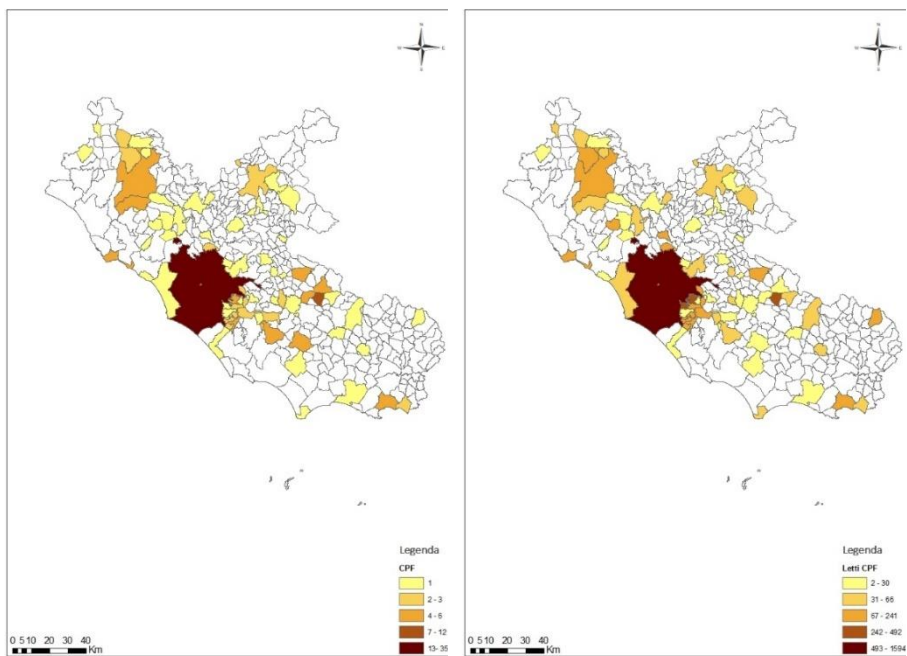 N
W E
S
N
W E
S
Legenda
CPF
1
2 - 3
4 - 6
7 - 12
13- 35
0 5 10 20 30 40
Km
Legenda
Letti CPF
2 - 30
31 - 66
67 - 241
242 - 492
493 - 1594
0 5 10 20 30 40
Km